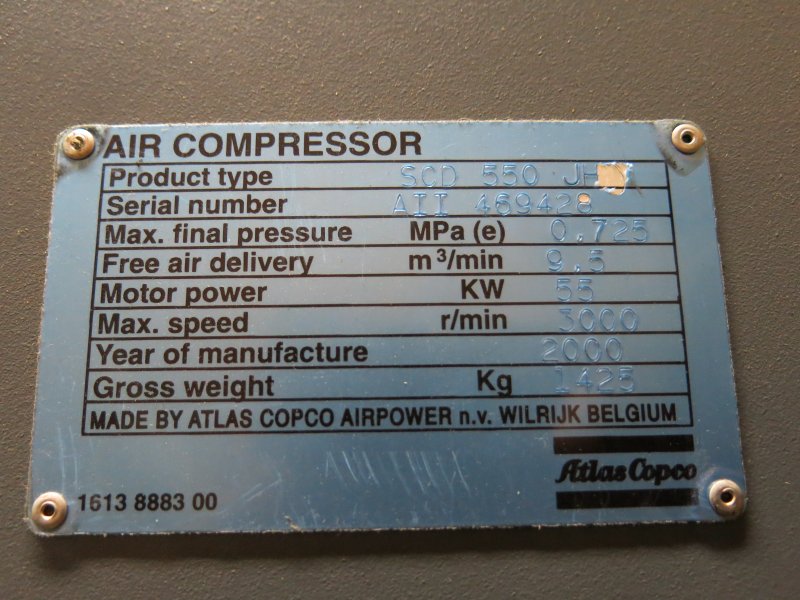 AIR COMPRESSOR
Product type SCD 550
Serial number AII 469428
Max. final pressure MPa (e) 0.725
Free air delivery m³/min 9.5
Motor power KW 55
Max. speed r/min 3000
Year of manufacture 2000
Gross weight Kg 1425
MADE BY ATLAS COPCO AIRPOWER n.v. WILRIJK BELGIUM
Atlas Copco
1613 8883 00